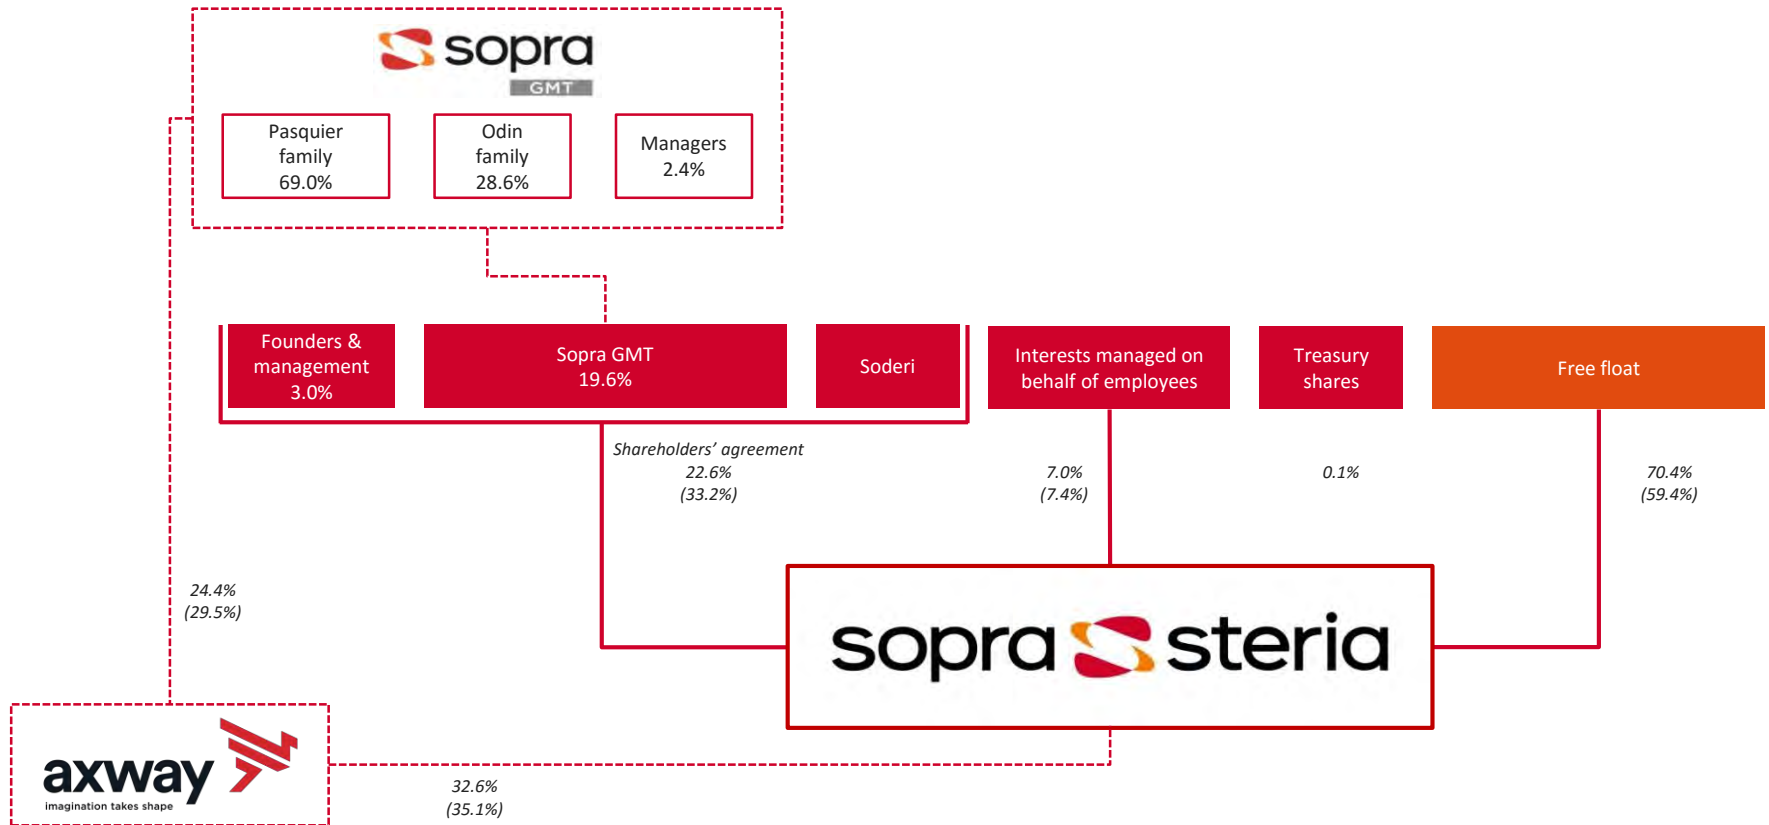 sopra
GMT
Pasquier
family
69.0%
Odin
family
28.6%
Managers
2.4%
Founders &
management
3.0%
Sopra GMT
19.6%
Soderi
Interests managed on
behalf of employees
Treasury
shares
Free float
Shareholders’ agreement
22.6%
(33.2%)
7.0%
(7.4%)
0.1%
70.4%
(59.4%)
24.4%
(29.5%)
sopra steria
axway
imagination takes shape
32.6%
(35.1%)